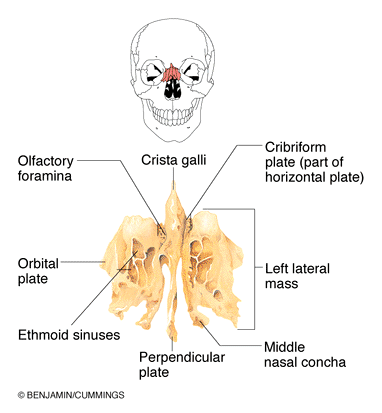 Olfactory
foramina
Crista galli
Cribriform
plate (part of
horizontal plate)
Orbital
plate
Left lateral
mass
Ethmoid sinuses
Perpendicular
plate
Middle
nasal concha
© BENJAMIN/CUMMINGS